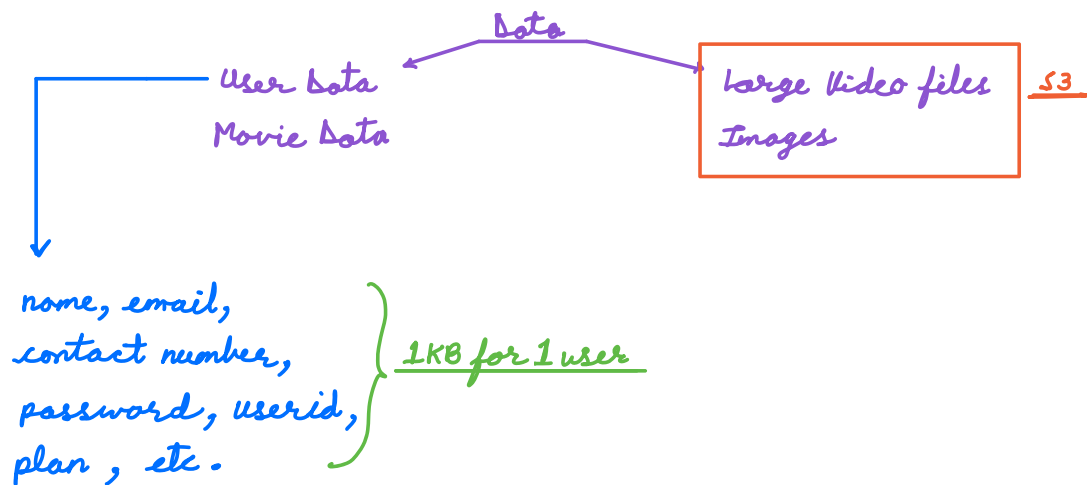 Data
User Data
Movie Data
Large Video files
Images
S3
name, email,
contact number,
password, userid,
plan, etc.
1KB for 1 user